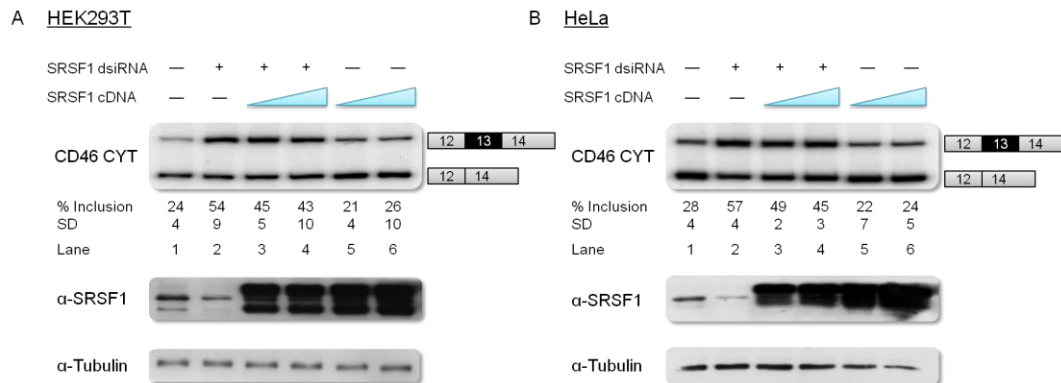 A HEK293T
SRSF1 dsiRNA — + + + — —
SRSF1 cDNA — —
CD46 CYT
12 13 14
12 14
% Inclusion 24 54 45 43 21 26
SD 4 9 5 10 4 10
Lane 1 2 3 4 5 6
α-SRSF1
α-Tubulin
B HeLa
SRSF1 dsiRNA — + + + — —
SRSF1 cDNA — —
CD46 CYT
12 13 14
12 14
% Inclusion 28 57 49 45 22 24
SD 4 4 2 3 7 5
Lane 1 2 3 4 5 6
α-SRSF1
α-Tubulin